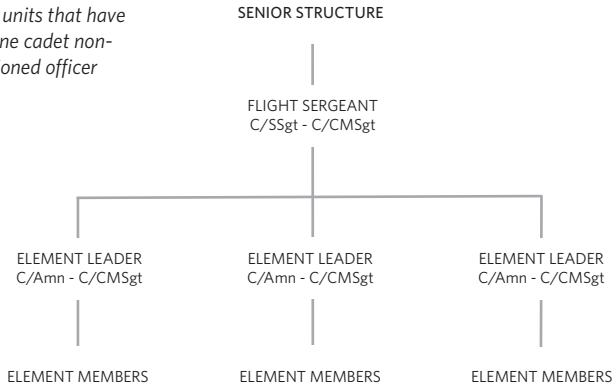 units that have
ne cadet non-
ioned officer
SENIOR STRUCTURE
FLIGHT SERGEANT
C/SSgt - C/CMSgt
ELEMENT LEADER
C/Amn - C/CMSgt
ELEMENT LEADER
C/Amn - C/CMSgt
ELEMENT LEADER
C/Amn - C/CMSgt
ELEMENT MEMBERS
ELEMENT MEMBERS
ELEMENT MEMBERS